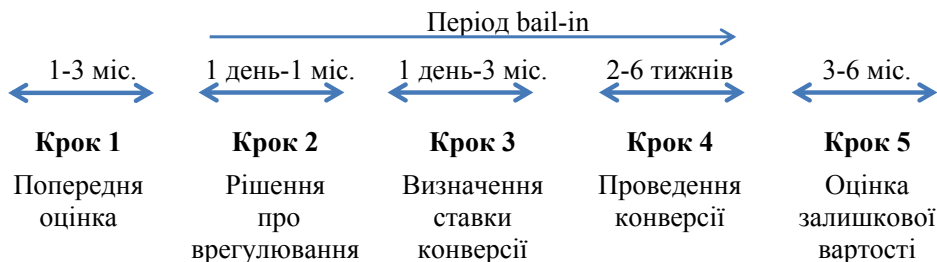 Період bail-in
1-3 міс. 1 день-1 міс. 1 день-3 міс. 2-6 тижнів 3-6 міс.
Крок 1 Крок 2 Крок 3 Крок 4 Крок 5
Попередня Рішення Визначення Проведення Оцінка
оцінка про ставки конверсії залишкової
врегулювання конверсії вартості